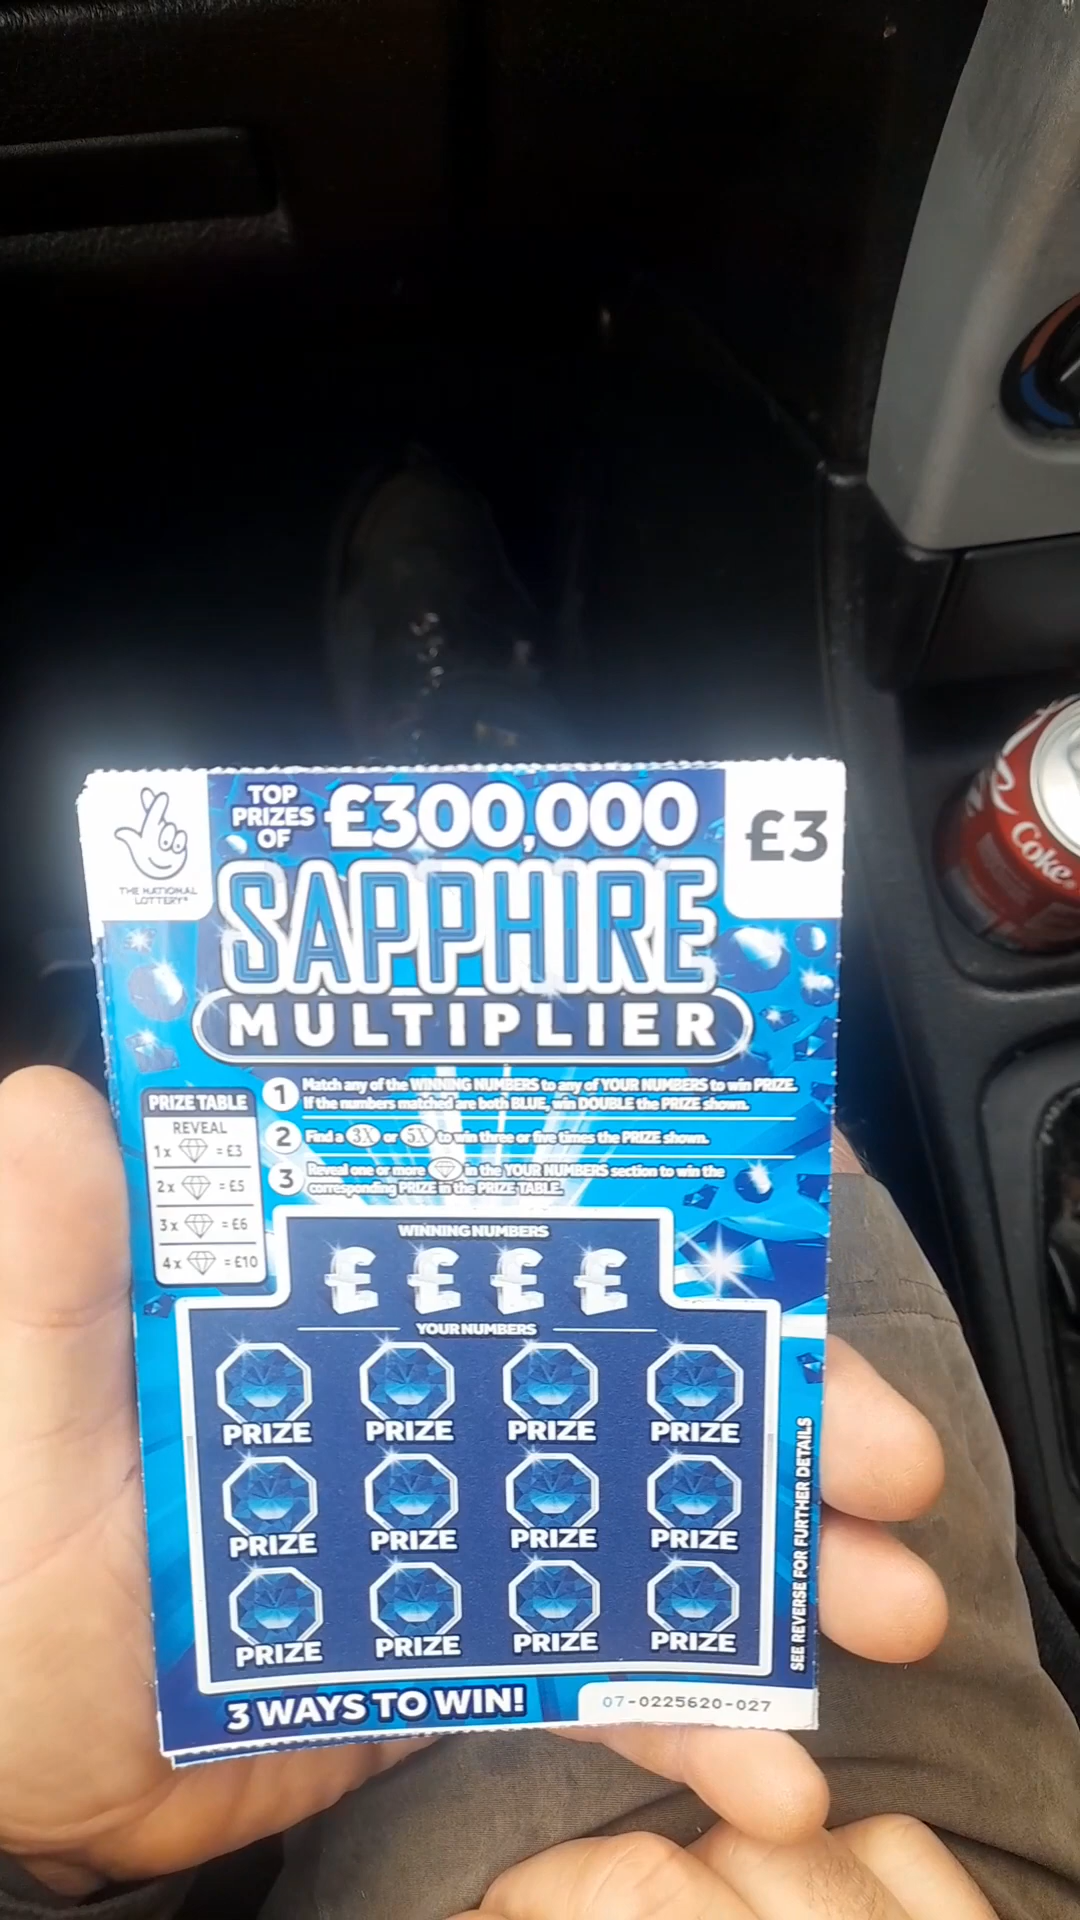 TOP
PRIZES
OF
£300,000
£3
THE NATIONAL
LOTTERY®
SAPPHIRE
MULTIPLIER
1 Match any of the WINNING NUMBERS to any of YOUR NUMBERS to win PRIZE.
If the numbers matched are both BLUE, win DOUBLE the PRIZE shown.
2 Find a 3X or 5X to win three or five times the PRIZE shown.
3 Reveal one or more in the YOUR NUMBERS section to win the
corresponding PRIZE in the PRIZE TABLE.
PRIZE TABLE
REVEAL
1x = £3
2x = £5
3x = £6
4x = £10
WINNING NUMBERS
£ £ £ £
YOUR NUMBERS
PRIZE PRIZE PRIZE PRIZE
PRIZE PRIZE PRIZE PRIZE
PRIZE PRIZE PRIZE PRIZE
SEE REVERSE FOR FURTHER DETAILS
3 WAYS TO WIN!
07-0225620-027
Coke